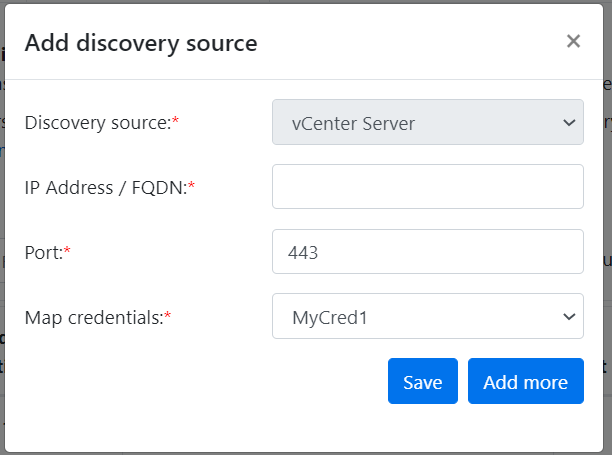 Add discovery source ×
Discovery source:* vCenter Server
IP Address / FQDN:*
Port:* 443
Map credentials:* MyCred1
Save Add more